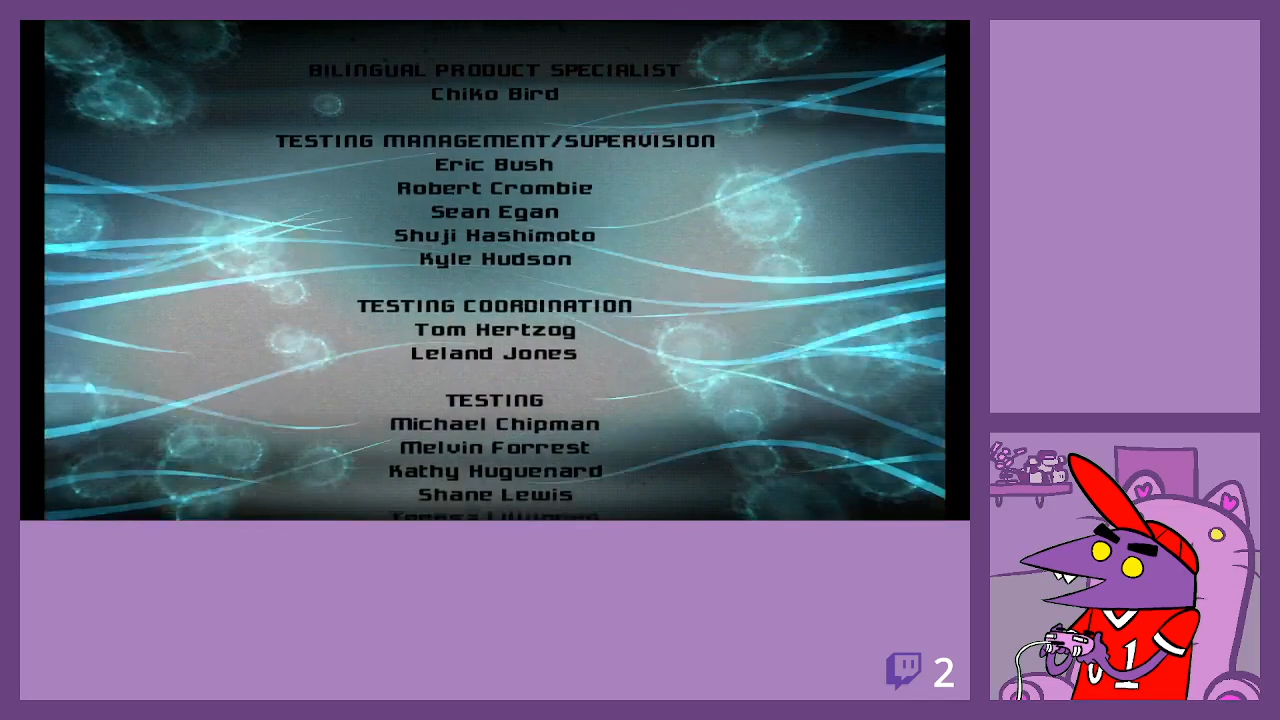 BILINGUAL PRODUCT SPECIALIST
Chiko Bird
TESTING MANAGEMENT/SUPERVISION
Eric Bush
Robert Crombie
Sean Egan
Shuji Hashimoto
Kyle Hudson
TESTING COORDINATION
Tom Hertzog
Leland Jones
TESTING
Michael Chipman
Melvin Forrest
Kathy Huguenard
Shane Lewis
2
1